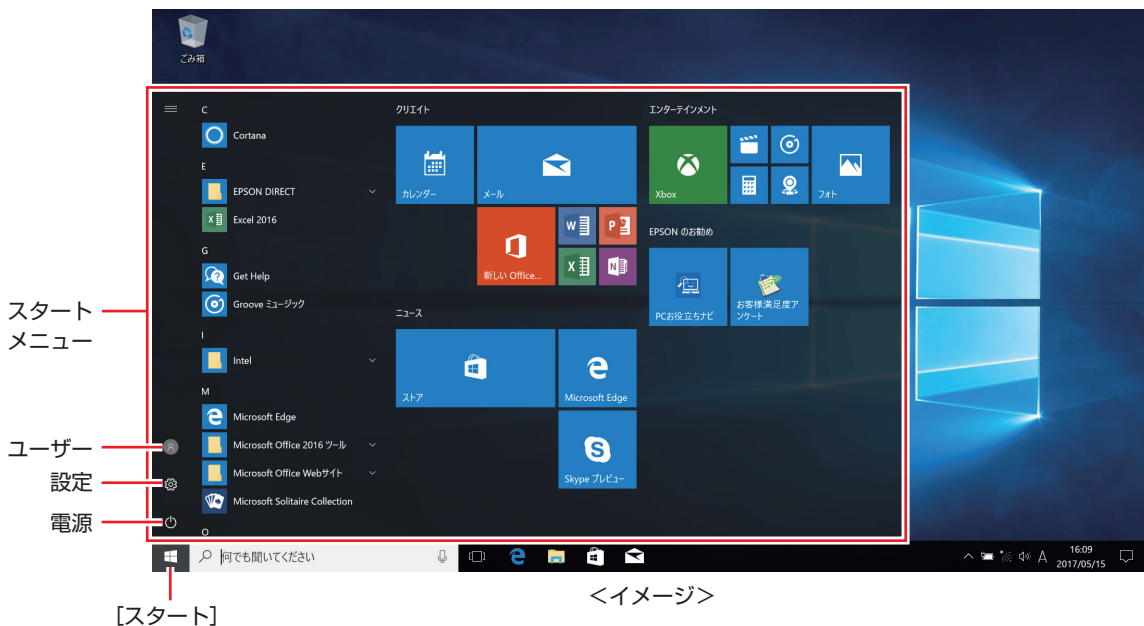 ごみ箱
C
Cortana
E
EPSON DIRECT
Excel 2016
G
Get Help
Groove ミュージック
I
Intel
M
Microsoft Edge
Microsoft Office 2016 ツール
Microsoft Office Webサイト
Microsoft Solitaire Collection
O
クリエイト
カレンダー
メール
新しい Office...
W
P
X
N
ニュース
ストア
Microsoft Edge
Skype プレビュー
エンターテインメント
Xbox
フォト
EPSON のお勧め
PCお役立ちナビ
お客様満足度ア
ンケート
スタート
メニュー
ユーザー
設定
電源
何でも聞いてください
A
16:09
2017/05/15
[スタート]
＜イメージ＞